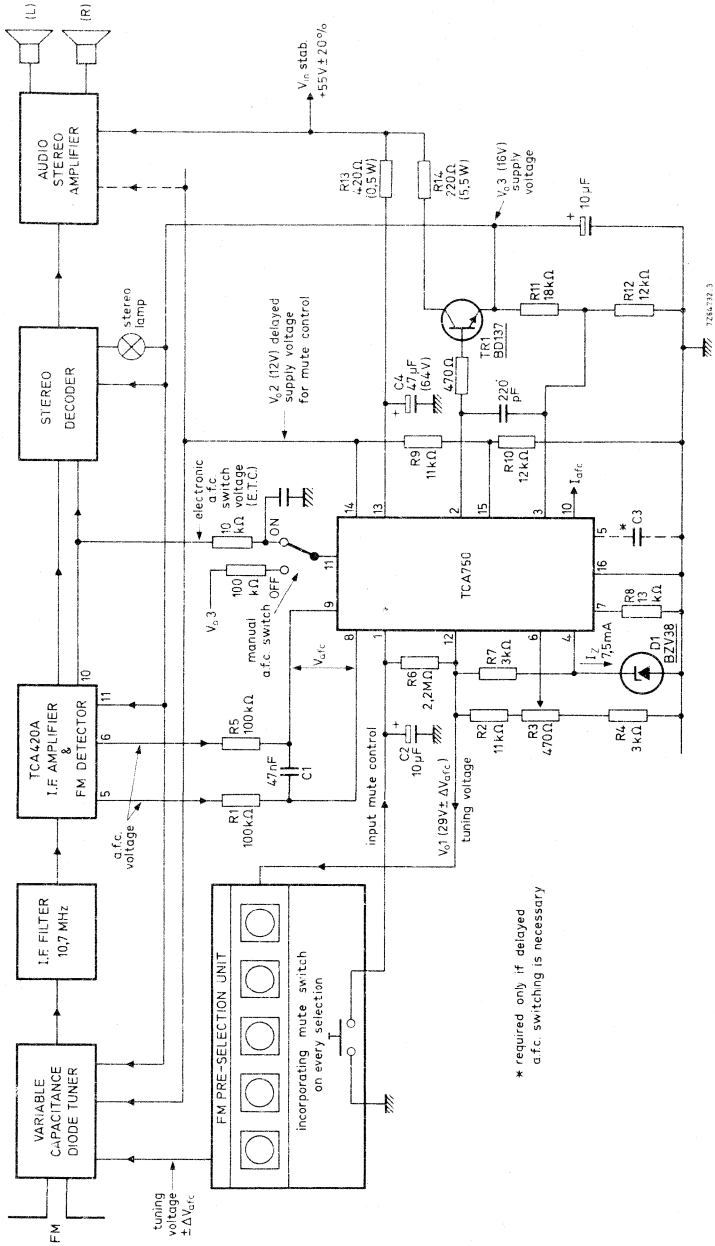 FM
VARIABLE
CAPACITANCE
DIODE TUNER
I.F. FILTER
10,7 MHz
TCA420A
I.F. AMPLIFIER
&
FM DETECTOR
STEREO
DECODER
AUDIO
STEREO
AMPLIFIER
(L)
(R)
stereo
lamp
5
6
11
10
a.f.c.
voltage
tuning
voltage
± ΔVafc
R1
100kΩ
R5
100kΩ
47nF
C1
Vafc
Vo3
100
kΩ
OFF
manual
a.f.c. switch
ON
10
kΩ
electronic
a.f.c.
switch
voltage
(E.T.C.)
Vo2 (12V) delayed
supply voltage
for mute control
Vin stab.
+55V±20%
R13
420Ω
(0,5W)
R14
220Ω
(5,5W)
Vo3 (16V)
supply
voltage
FM PRE-SELECTION UNIT
incorporating mute switch
on every selection
input mute control
Vo1 (29V± ΔVafc)
tuning voltage
+
C2
10µF
R6
2,2MΩ
R2
11kΩ
R7
3kΩ
R3
470Ω
R4
3kΩ
IZ
7,5mA
D1
BZV38
R8
13
kΩ
TCA750
8
9
11
14
13
1
12
2
15
6
4
3
10
7
16
5
Iafc
*
C3
R9
11kΩ
R10
12kΩ
+
C4
47µF
(64V)
470Ω
220
pF
TR1
BD137
R11
18kΩ
R12
12kΩ
+
10µF
* required only if delayed
a.f.c. switching is necessary
7Z64732.3